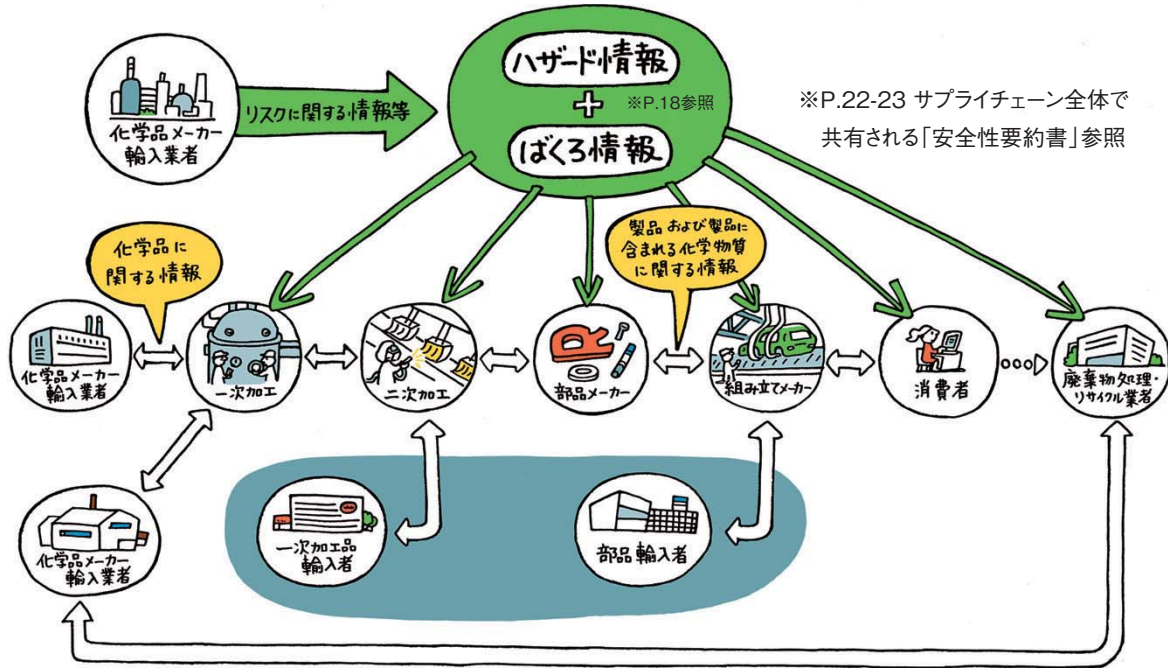 ハザード情報
+
※P.18参照
ばくろ情報
※P.22-23 サプライチェーン全体で
共有される「安全性要約書」参照
化学品メーカー
輸入業者
リスクに関する情報等
化学品に
関する情報
製品および製品に
含まれる化学物質
に関する情報
化学品メーカー
輸入業者
一次加工
二次加工
部品メーカー
組み立てメーカー
消費者
廃棄物処理・
リサイクル業者
化学品メーカー
輸入業者
一次加工品
輸入者
部品輸入者